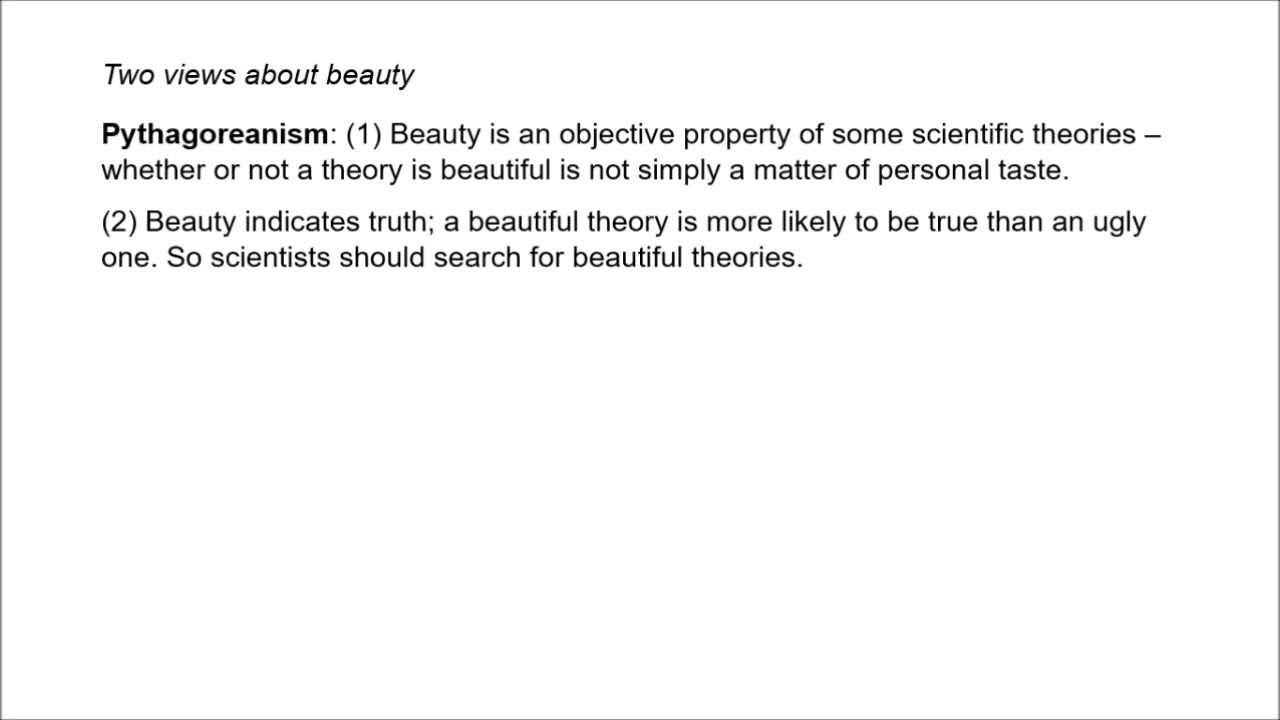 Two views about beauty
Pythagoreanism: (1) Beauty is an objective property of some scientific theories –
whether or not a theory is beautiful is not simply a matter of personal taste.
(2) Beauty indicates truth; a beautiful theory is more likely to be true than an ugly
one. So scientists should search for beautiful theories.